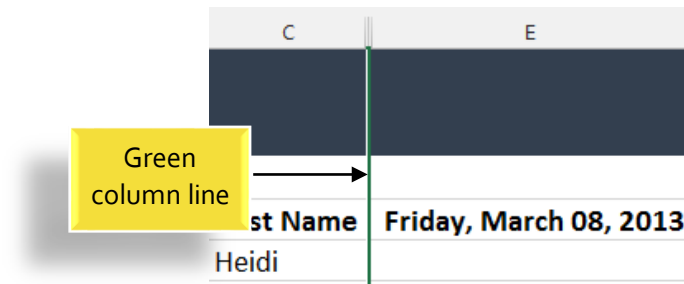 C E
Green
column line
st Name Friday, March 08, 2013
Heidi